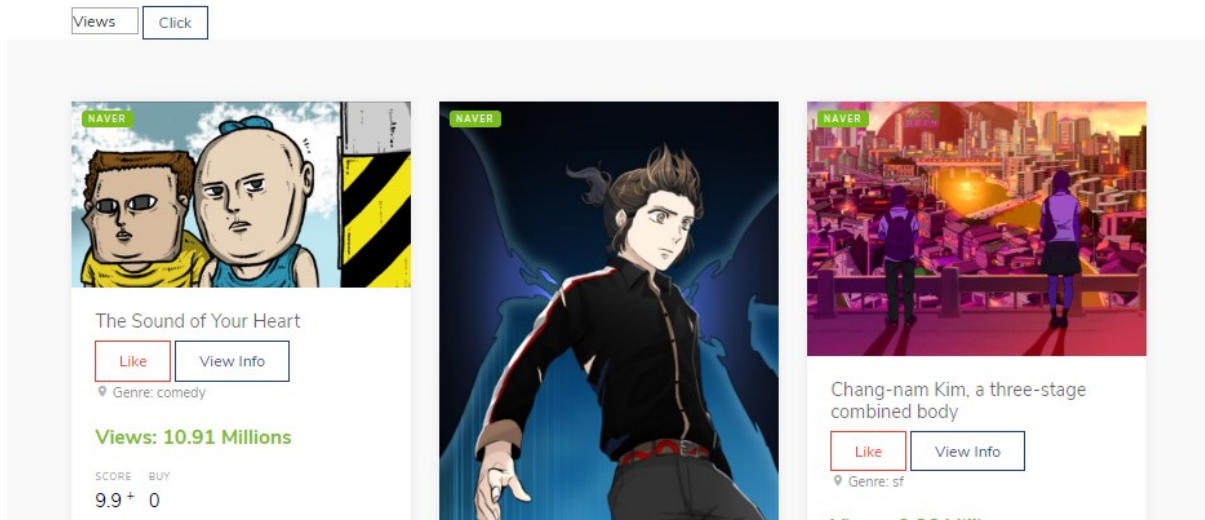 Views Click
NAVER
The Sound of Your Heart
Like View Info
Genre: comedy
Views: 10.91 Millions
SCORE BUY
9.9 + 0
NAVER
NAVER
Chang-nam Kim, a three-stage
combined body
Like View Info
Genre: sf